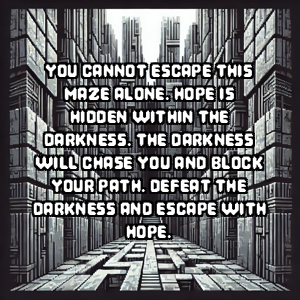 YOU CANNOT ESCAPE THIS
MAZE ALONE. HOPE IS
HIDDEN WITHIN THE
DARKNESS. THE DARKNESS
WILL CHASE YOU AND BLOCK
YOUR PATH. DEFEAT THE
DARKNESS AND ESCAPE WITH
HOPE.